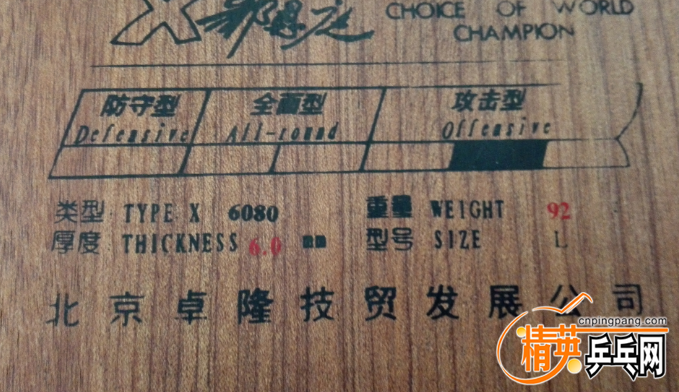 CHOICE OF WORLD
CHAMPION
防守型 全面型 攻击型
Defensive All-round Offensive
类型 TYPE X 6080 重量 WEIGHT 92
厚度 THICKNESS 6.0 mm 型号 SIZE L
北京卓隆技贸发展公司
cnpingpang.com
精英乒乓网